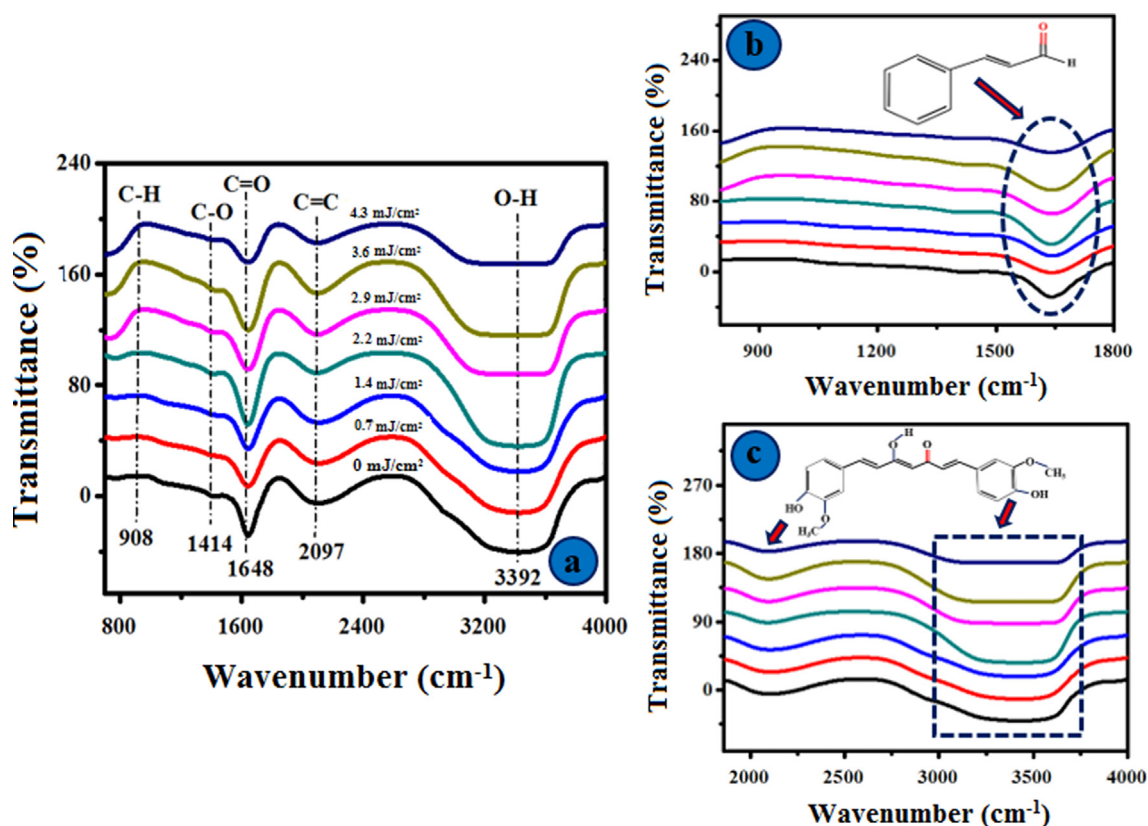 240
160
80
0
Transmittance (%)
C-H
C-O
C=O
C=C
O-H
4.3 mJ/cm²
3.6 mJ/cm²
2.9 mJ/cm²
2.2 mJ/cm²
1.4 mJ/cm²
0.7 mJ/cm²
0 mJ/cm²
908
1414
1648
2097
3392
a
800
1600
2400
3200
4000
Wavenumber (cm-1)
b
O
H
240
160
80
0
Transmittance (%)
900
1200
1500
1800
Wavenumber (cm-1)
c
H
O
O
HO
O
H₃C
O
CH₃
OH
270
180
90
0
Transmittance (%)
2000
2500
3000
3500
4000
Wavenumber (cm-1)